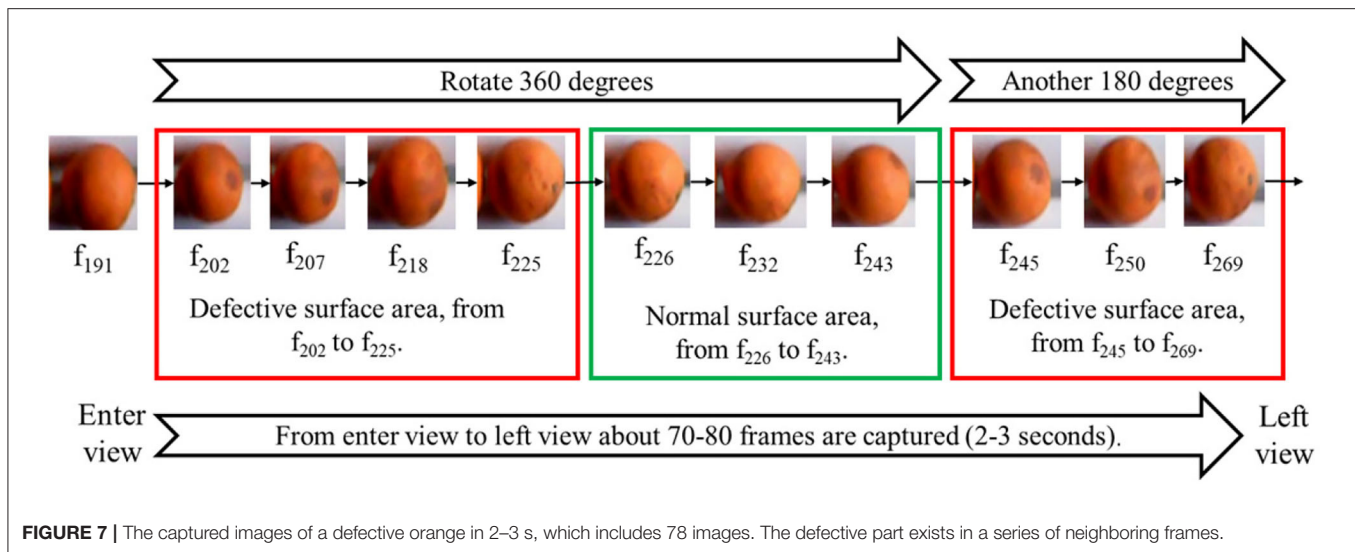 Rotate 360 degrees
Another 180 degrees
f191
f202
f207
f218
f225
f226
f232
f243
f245
f250
f269
Defective surface area, from
f202 to f225.
Normal surface area,
from f226 to f243.
Defective surface area,
from f245 to f269.
Enter
view
From enter view to left view about 70-80 frames are captured (2-3 seconds).
Left
view
FIGURE 7 | The captured images of a defective orange in 2–3 s, which includes 78 images. The defective part exists in a series of neighboring frames.